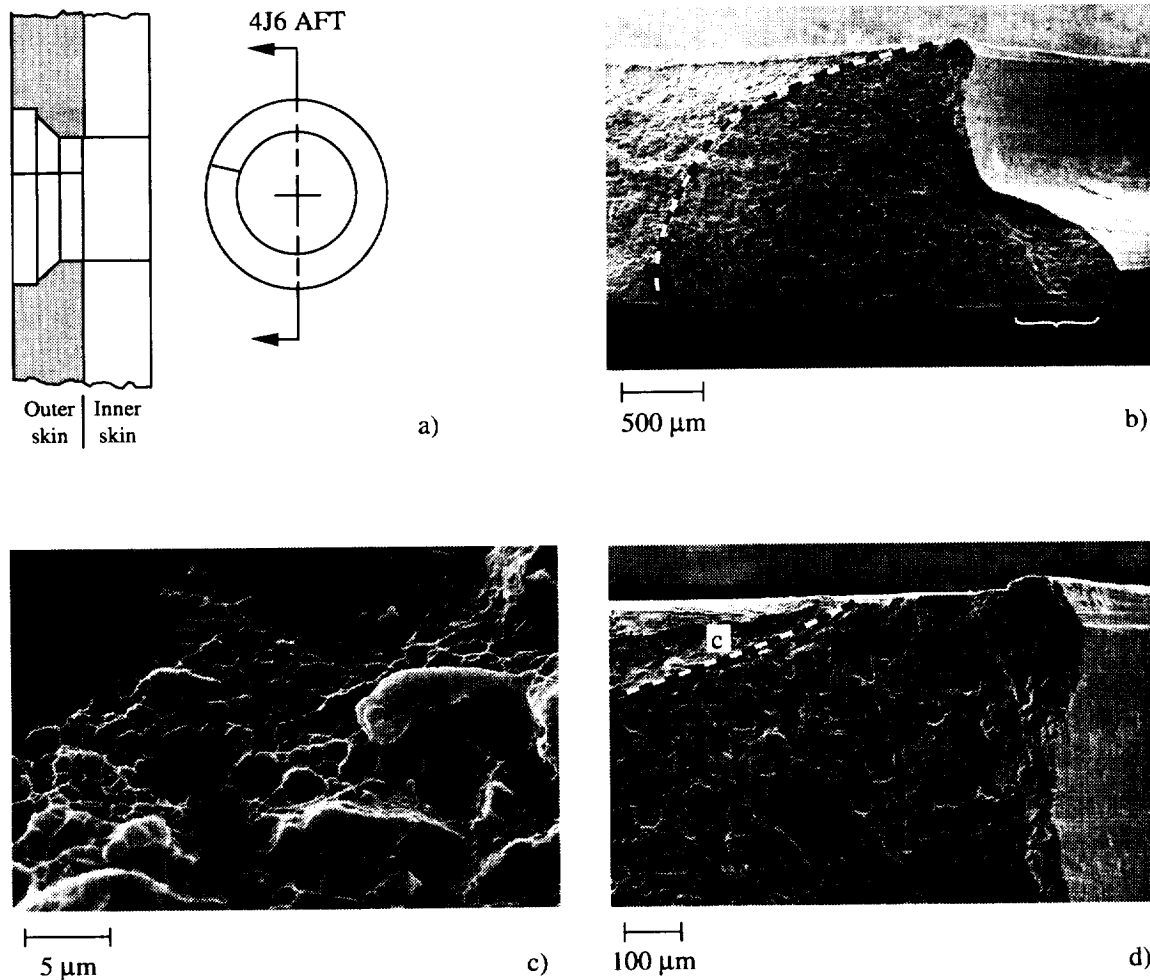 4J6 AFT
Outer
skin
Inner
skin
a)
500 μm
b)
c
5 μm
c)
100 μm
d)